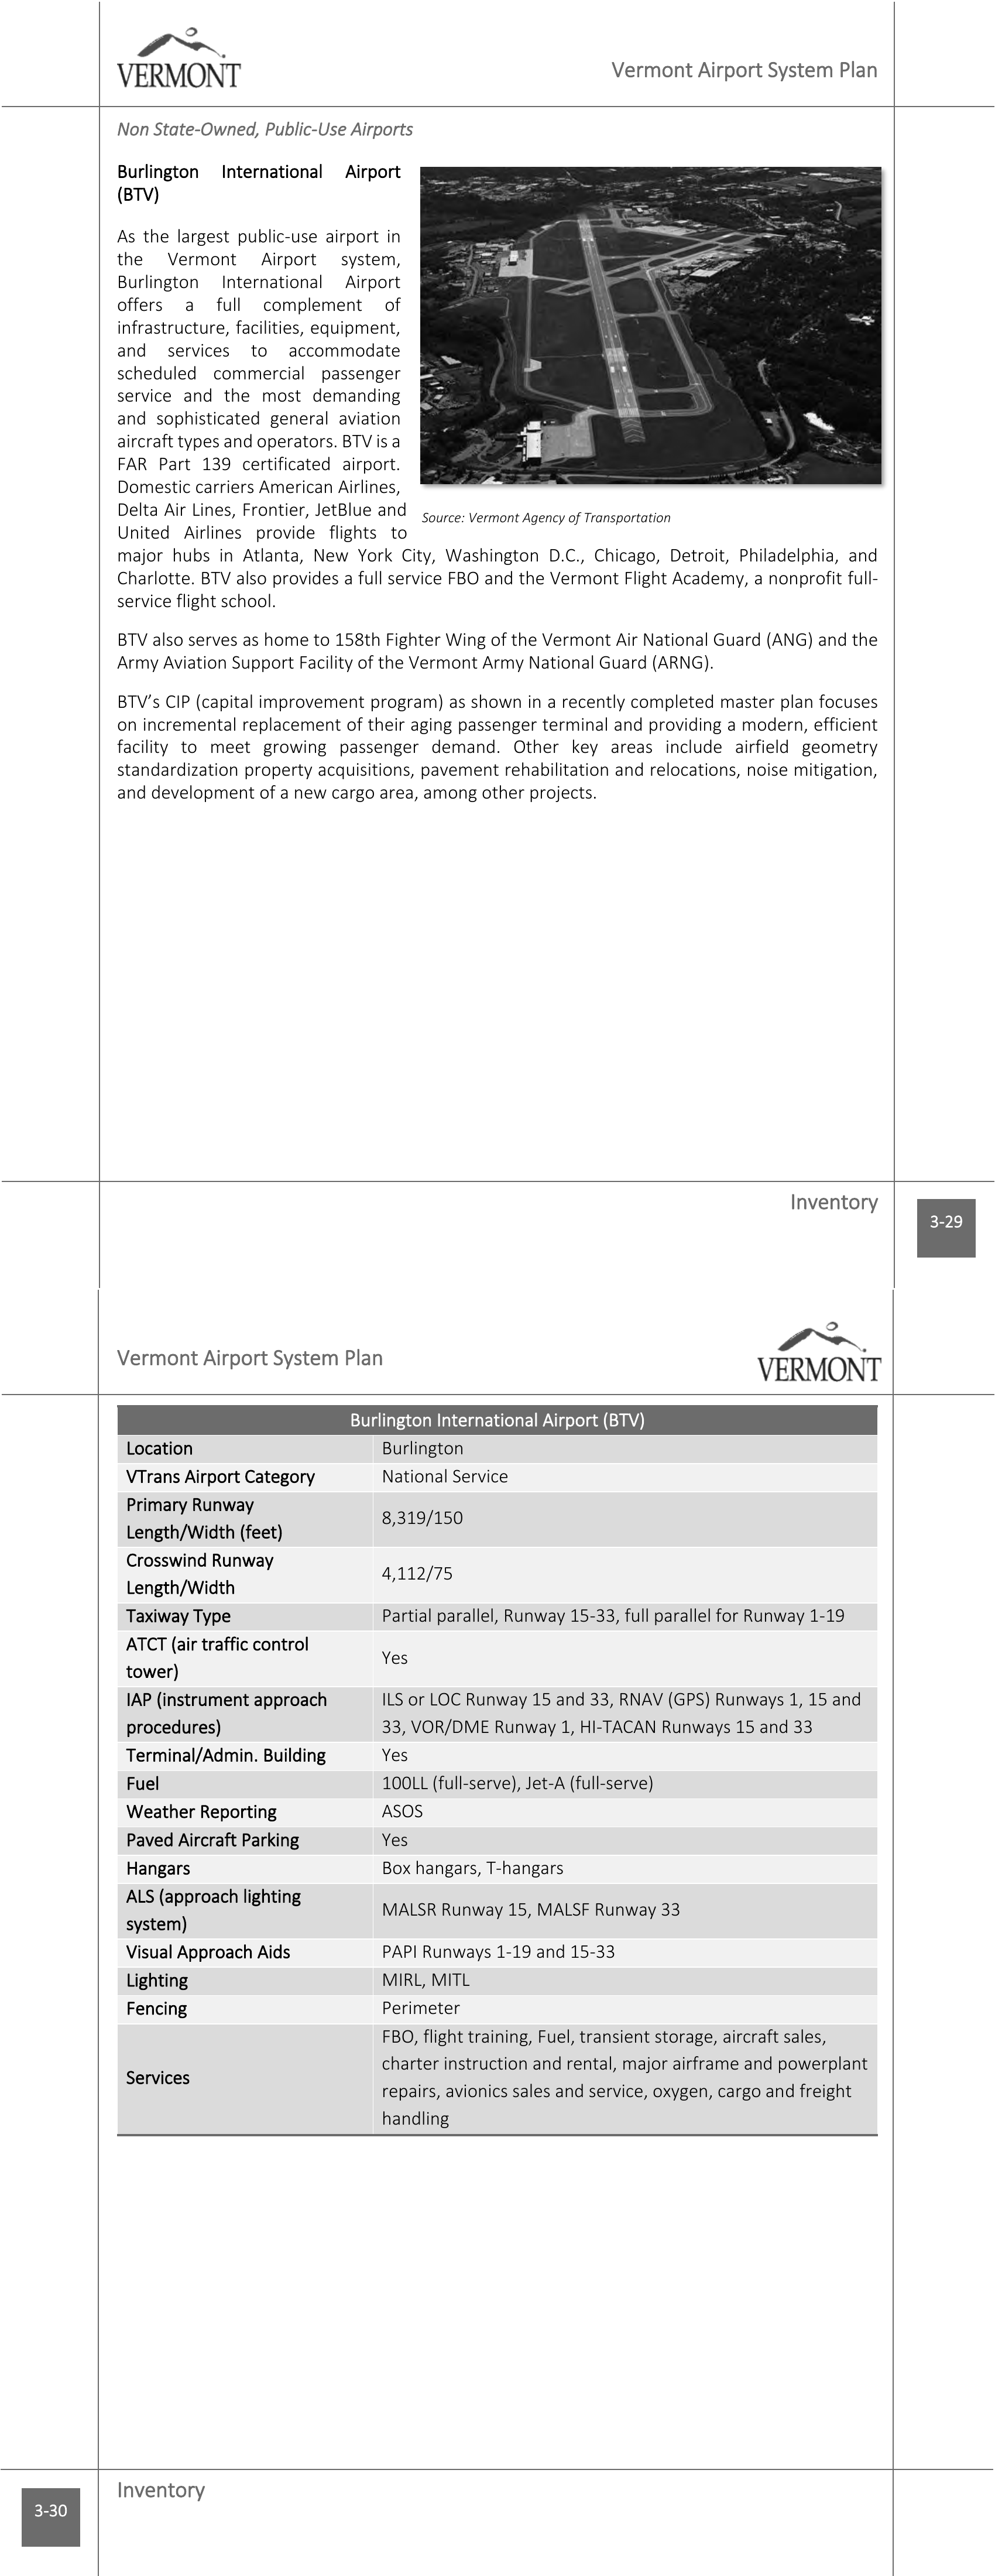 VERMONT
Vermont Airport System Plan
Non State-Owned, Public-Use Airports
Burlington International Airport
(BTV)
As the largest public-use airport in
the Vermont Airport system,
Burlington International Airport
offers a full complement of
infrastructure, facilities, equipment,
and services to accommodate
scheduled commercial passenger
service and the most demanding
and sophisticated general aviation
aircraft types and operators. BTV is a
FAR Part 139 certificated airport.
Domestic carriers American Airlines,
Delta Air Lines, Frontier, JetBlue and
United Airlines provide flights to
Source: Vermont Agency of Transportation
major hubs in Atlanta, New York City, Washington D.C., Chicago, Detroit, Philadelphia, and
Charlotte. BTV also provides a full service FBO and the Vermont Flight Academy, a nonprofit full-
service flight school.
BTV also serves as home to 158th Fighter Wing of the Vermont Air National Guard (ANG) and the
Army Aviation Support Facility of the Vermont Army National Guard (ARNG).
BTV’s CIP (capital improvement program) as shown in a recently completed master plan focuses
on incremental replacement of their aging passenger terminal and providing a modern, efficient
facility to meet growing passenger demand. Other key areas include airfield geometry
standardization property acquisitions, pavement rehabilitation and relocations, noise mitigation,
and development of a new cargo area, among other projects.
Inventory
3-29
Vermont Airport System Plan
VERMONT
Burlington International Airport (BTV)
Location Burlington
VTrans Airport Category National Service
Primary Runway
Length/Width (feet) 8,319/150
Crosswind Runway
Length/Width 4,112/75
Taxiway Type Partial parallel, Runway 15-33, full parallel for Runway 1-19
ATCT (air traffic control
tower) Yes
IAP (instrument approach
procedures)
ILS or LOC Runway 15 and 33, RNAV (GPS) Runways 1, 15 and
33, VOR/DME Runway 1, HI-TACAN Runways 15 and 33
Terminal/Admin. Building Yes
Fuel 100LL (full-serve), Jet-A (full-serve)
Weather Reporting ASOS
Paved Aircraft Parking Yes
Hangars Box hangars, T-hangars
ALS (approach lighting
system) MALSR Runway 15, MALSF Runway 33
Visual Approach Aids PAPI Runways 1-19 and 15-33
Lighting MIRL, MITL
Fencing Perimeter
Services
FBO, flight training, Fuel, transient storage, aircraft sales,
charter instruction and rental, major airframe and powerplant
repairs, avionics sales and service, oxygen, cargo and freight
handling
Inventory
3-30